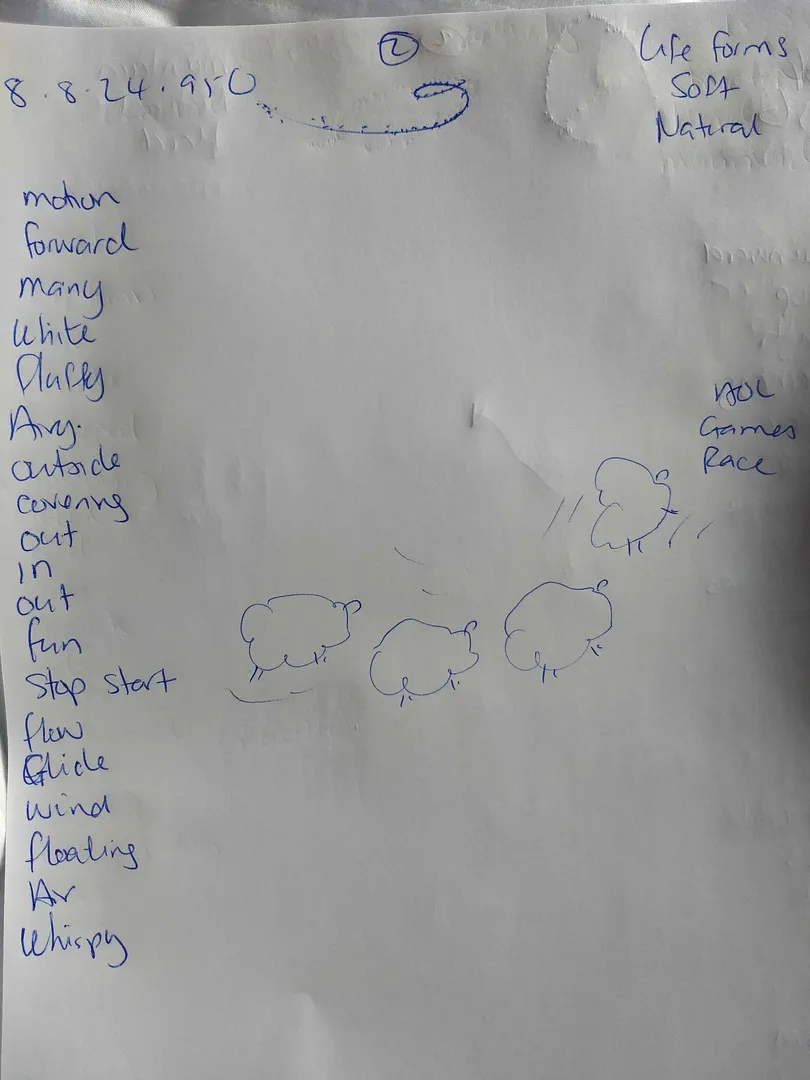 ②
8.8.24.950
Life forms
Soft
Natural
motion
forward
many
White
fluffy
outside
covering
out
in
out
fun
Stop start
flow
Glide
Wind
floating
Air
Whispy
AOL
Games
Race